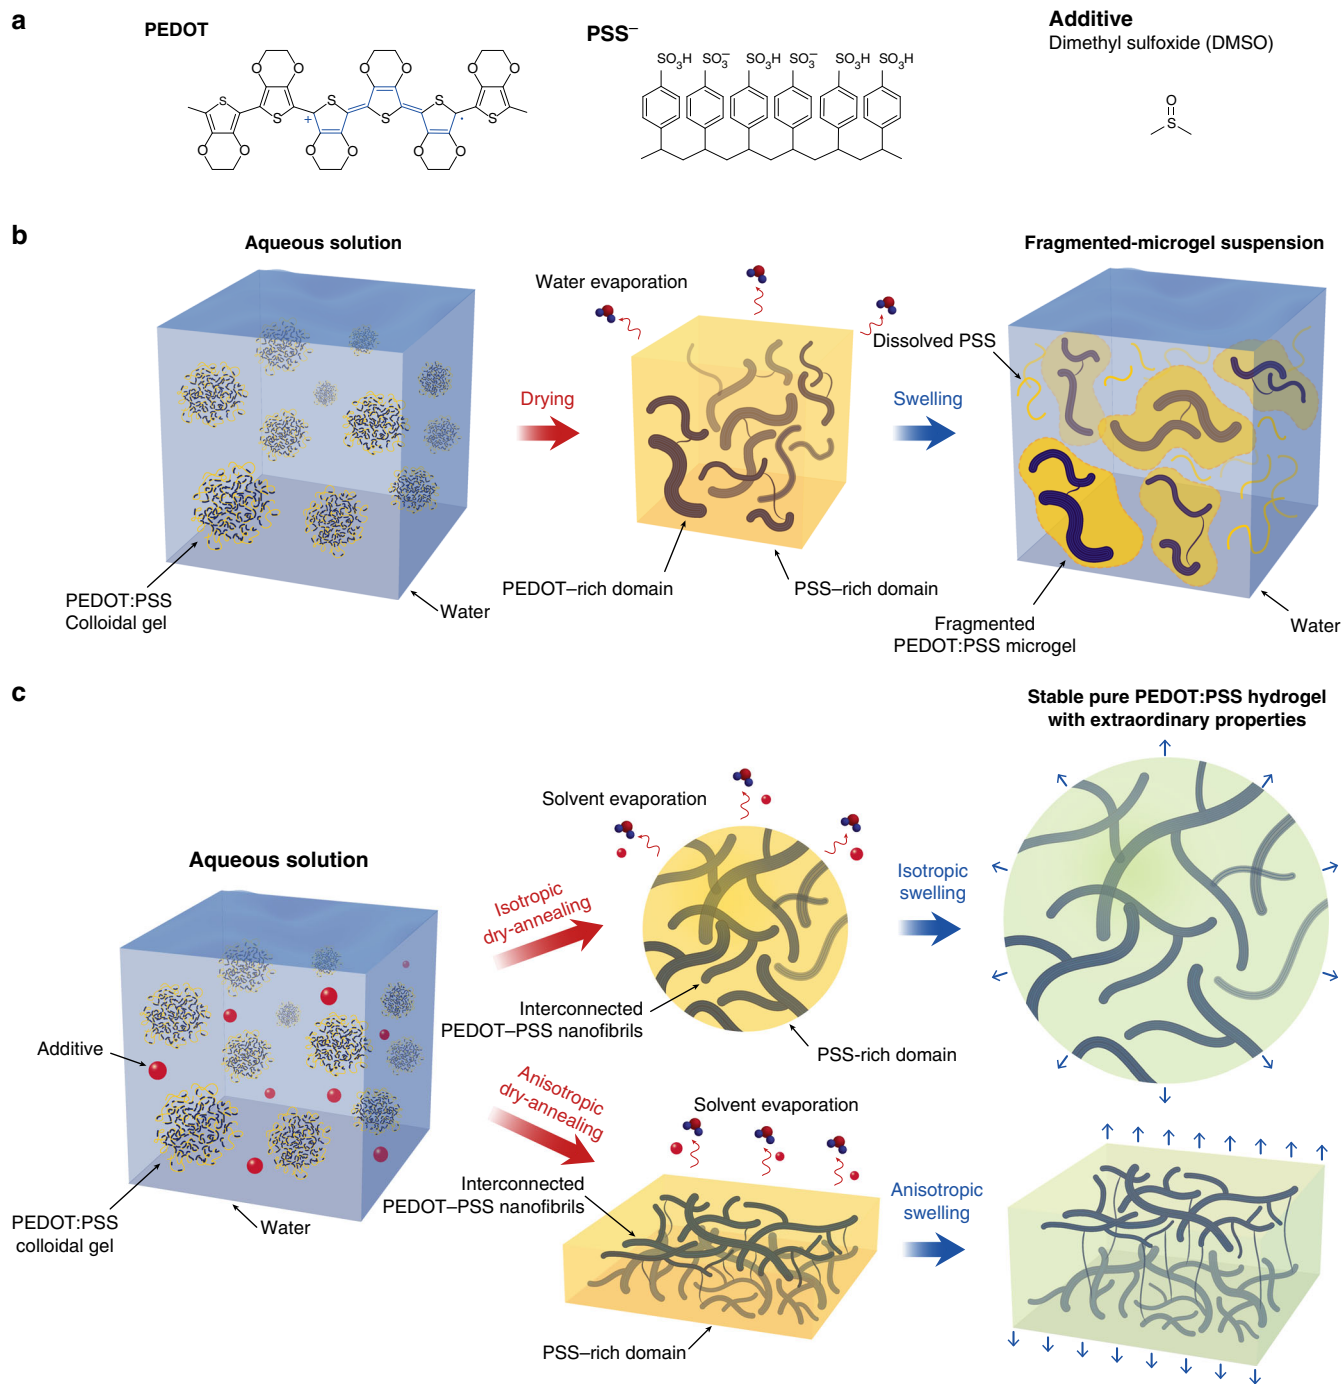 a
PEDOT
PSS–
Additive
Dimethyl sulfoxide (DMSO)
SO3H
SO3–
SO3H
SO3–
SO3H
SO3H
O
O
O
O
S
S
S
S
S
S
+
·
O
O
O
O
O
O
O
O
O
S
b
Aqueous solution
Fragmented-microgel suspension
Water evaporation
Dissolved PSS
Drying
Swelling
PEDOT–rich domain
PSS–rich domain
PEDOT:PSS
Colloidal gel
Water
Fragmented
PEDOT:PSS microgel
Water
c
Stable pure PEDOT:PSS hydrogel
with extraordinary properties
Solvent evaporation
Aqueous solution
Isotropic
dry-annealing
Isotropic
swelling
Interconnected
PEDOT–PSS nanofibrils
PSS-rich domain
Additive
Anisotropic
dry-annealing
Solvent evaporation
Interconnected
PEDOT–PSS nanofibrils
Anisotropic
swelling
PEDOT:PSS
colloidal gel
Water
PSS–rich domain